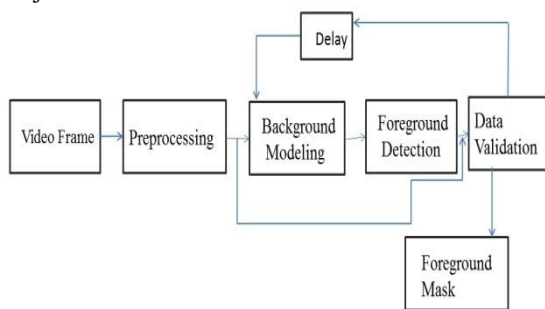 Delay
Video Frame
Preprocessing
Background
Modeling
Foreground
Detection
Data
Validation
Foreground
Mask